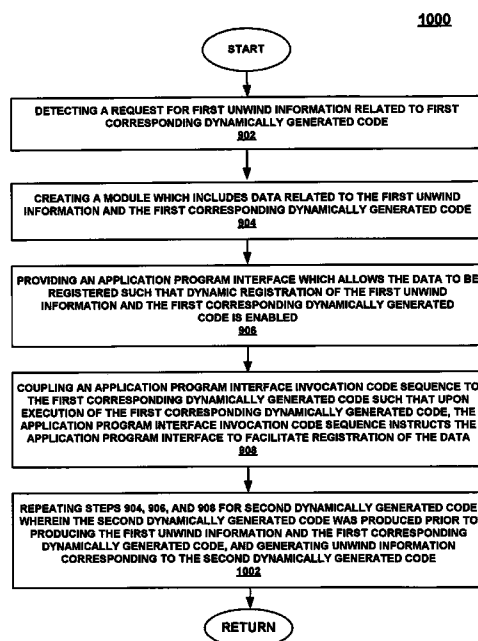 1000
START
DETECTING A REQUEST FOR FIRST UNWIND INFORMATION RELATED TO FIRST
CORRESPONDING DYNAMICALLY GENERATED CODE
902
CREATING A MODULE WHICH INCLUDES DATA RELATED TO THE FIRST UNWIND
INFORMATION AND THE FIRST CORRESPONDING DYNAMICALLY GENERATED CODE
904
PROVIDING AN APPLICATION PROGRAM INTERFACE WHICH ALLOWS THE DATA TO BE
REGISTERED SUCH THAT DYNAMIC REGISTRATION OF THE FIRST UNWIND
INFORMATION AND THE FIRST CORRESPONDING DYNAMICALLY GENERATED
CODE IS ENABLED
906
COUPLING AN APPLICATION PROGRAM INTERFACE INVOCATION CODE SEQUENCE TO
THE FIRST CORRESPONDING DYNAMICALLY GENERATED CODE SUCH THAT UPON
EXECUTION OF THE FIRST CORRESPONDING DYNAMICALLY GENERATED CODE, THE
APPLICATION PROGRAM INTERFACE INVOCATION CODE SEQUENCE INSTRUCTS THE
APPLICATION PROGRAM INTERFACE TO FACILITATE REGISTRATION OF THE DATA
908
REPEATING STEPS 904, 906, AND 908 FOR SECOND DYNAMICALLY GENERATED CODE
WHEREIN THE SECOND DYNAMICALLY GENERATED CODE WAS PRODUCED PRIOR TO
PRODUCING THE FIRST UNWIND INFORMATION AND THE FIRST CORRESPONDING
DYNAMICALLY GENERATED CODE, AND GENERATING UNWIND INFORMATION
CORRESPONDING TO THE SECOND DYNAMICALLY GENERATED CODE
1002
RETURN